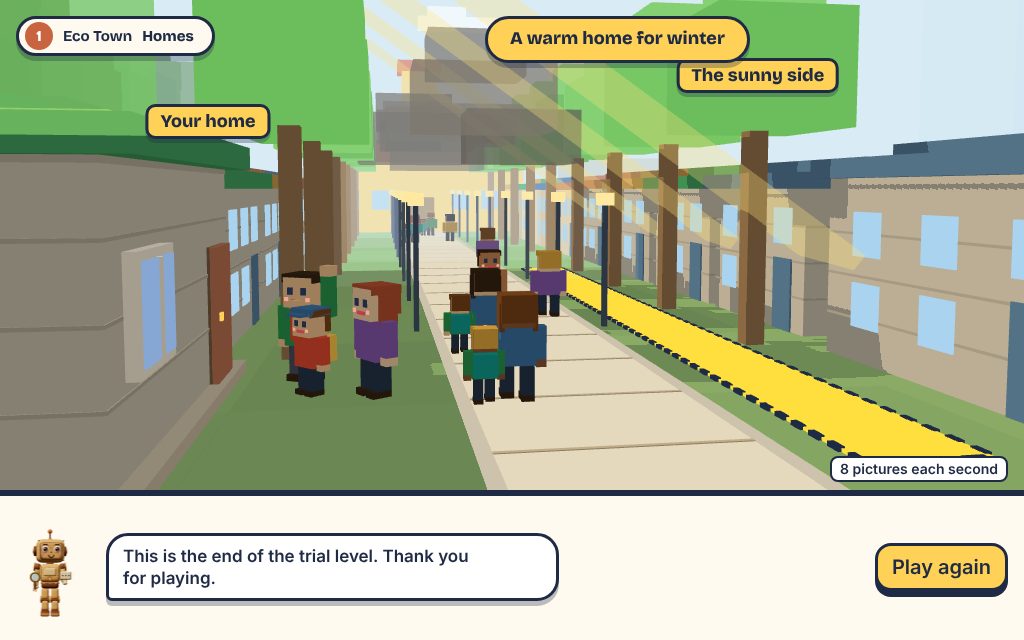 1 Eco Town Homes
A warm home for winter
The sunny side
Your home
8 pictures each second
This is the end of the trial level. Thank you
for playing.
Play again